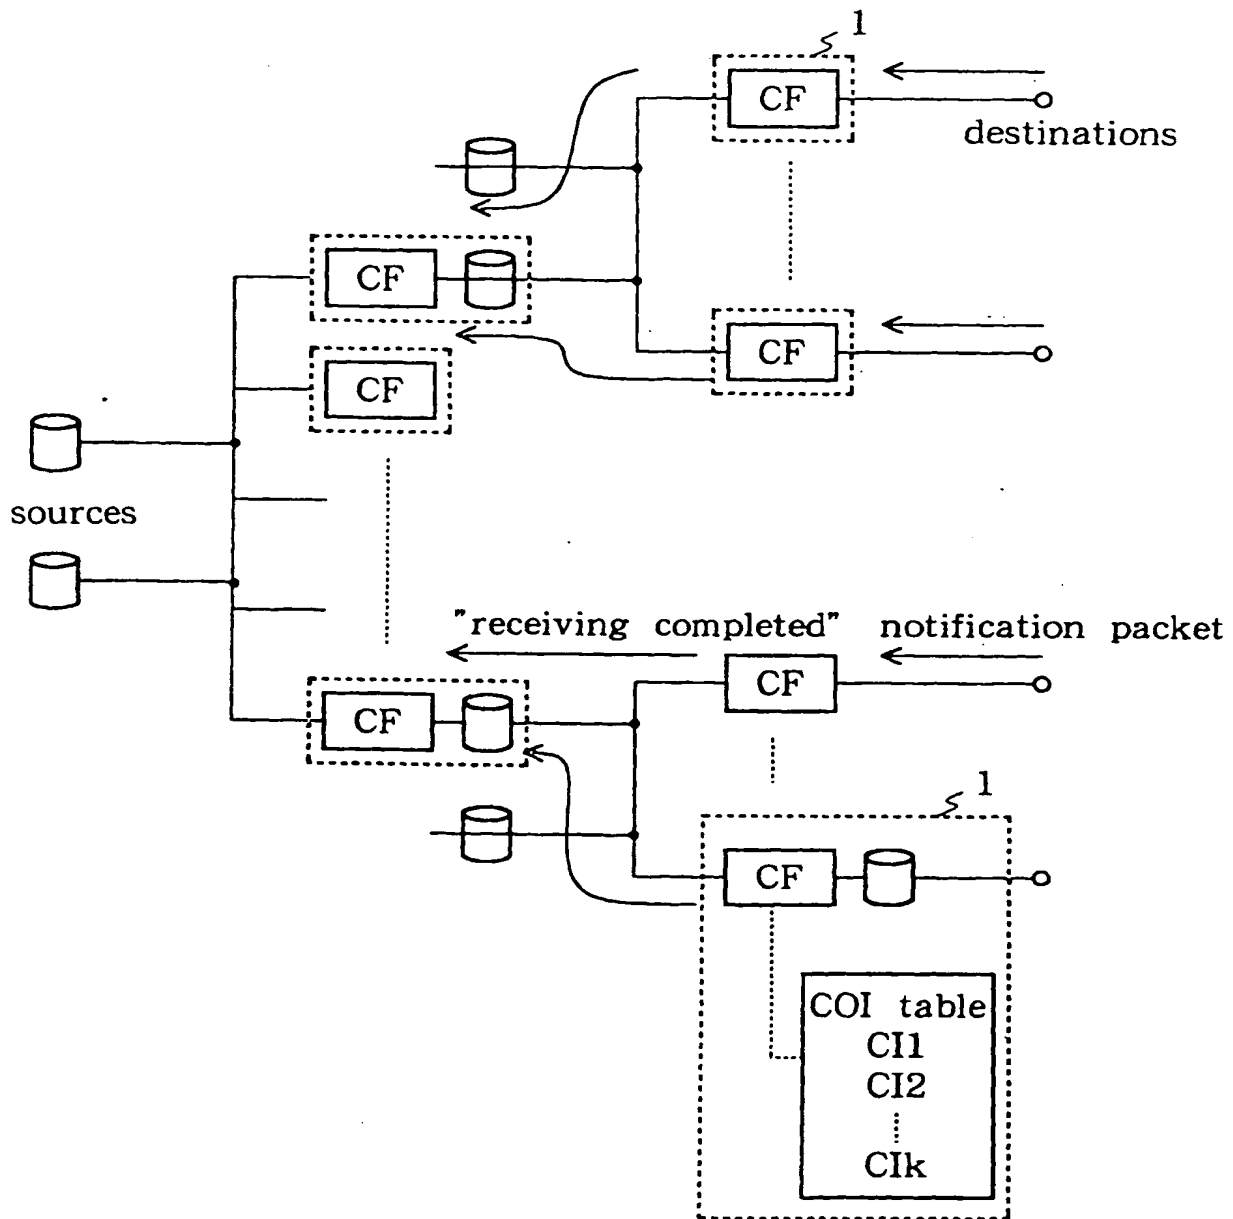 1
CF
destinations
CF
CF
CF
sources
"receiving completed" notification packet
CF
CF
1
CF
COI table
CI1
CI2
CIk